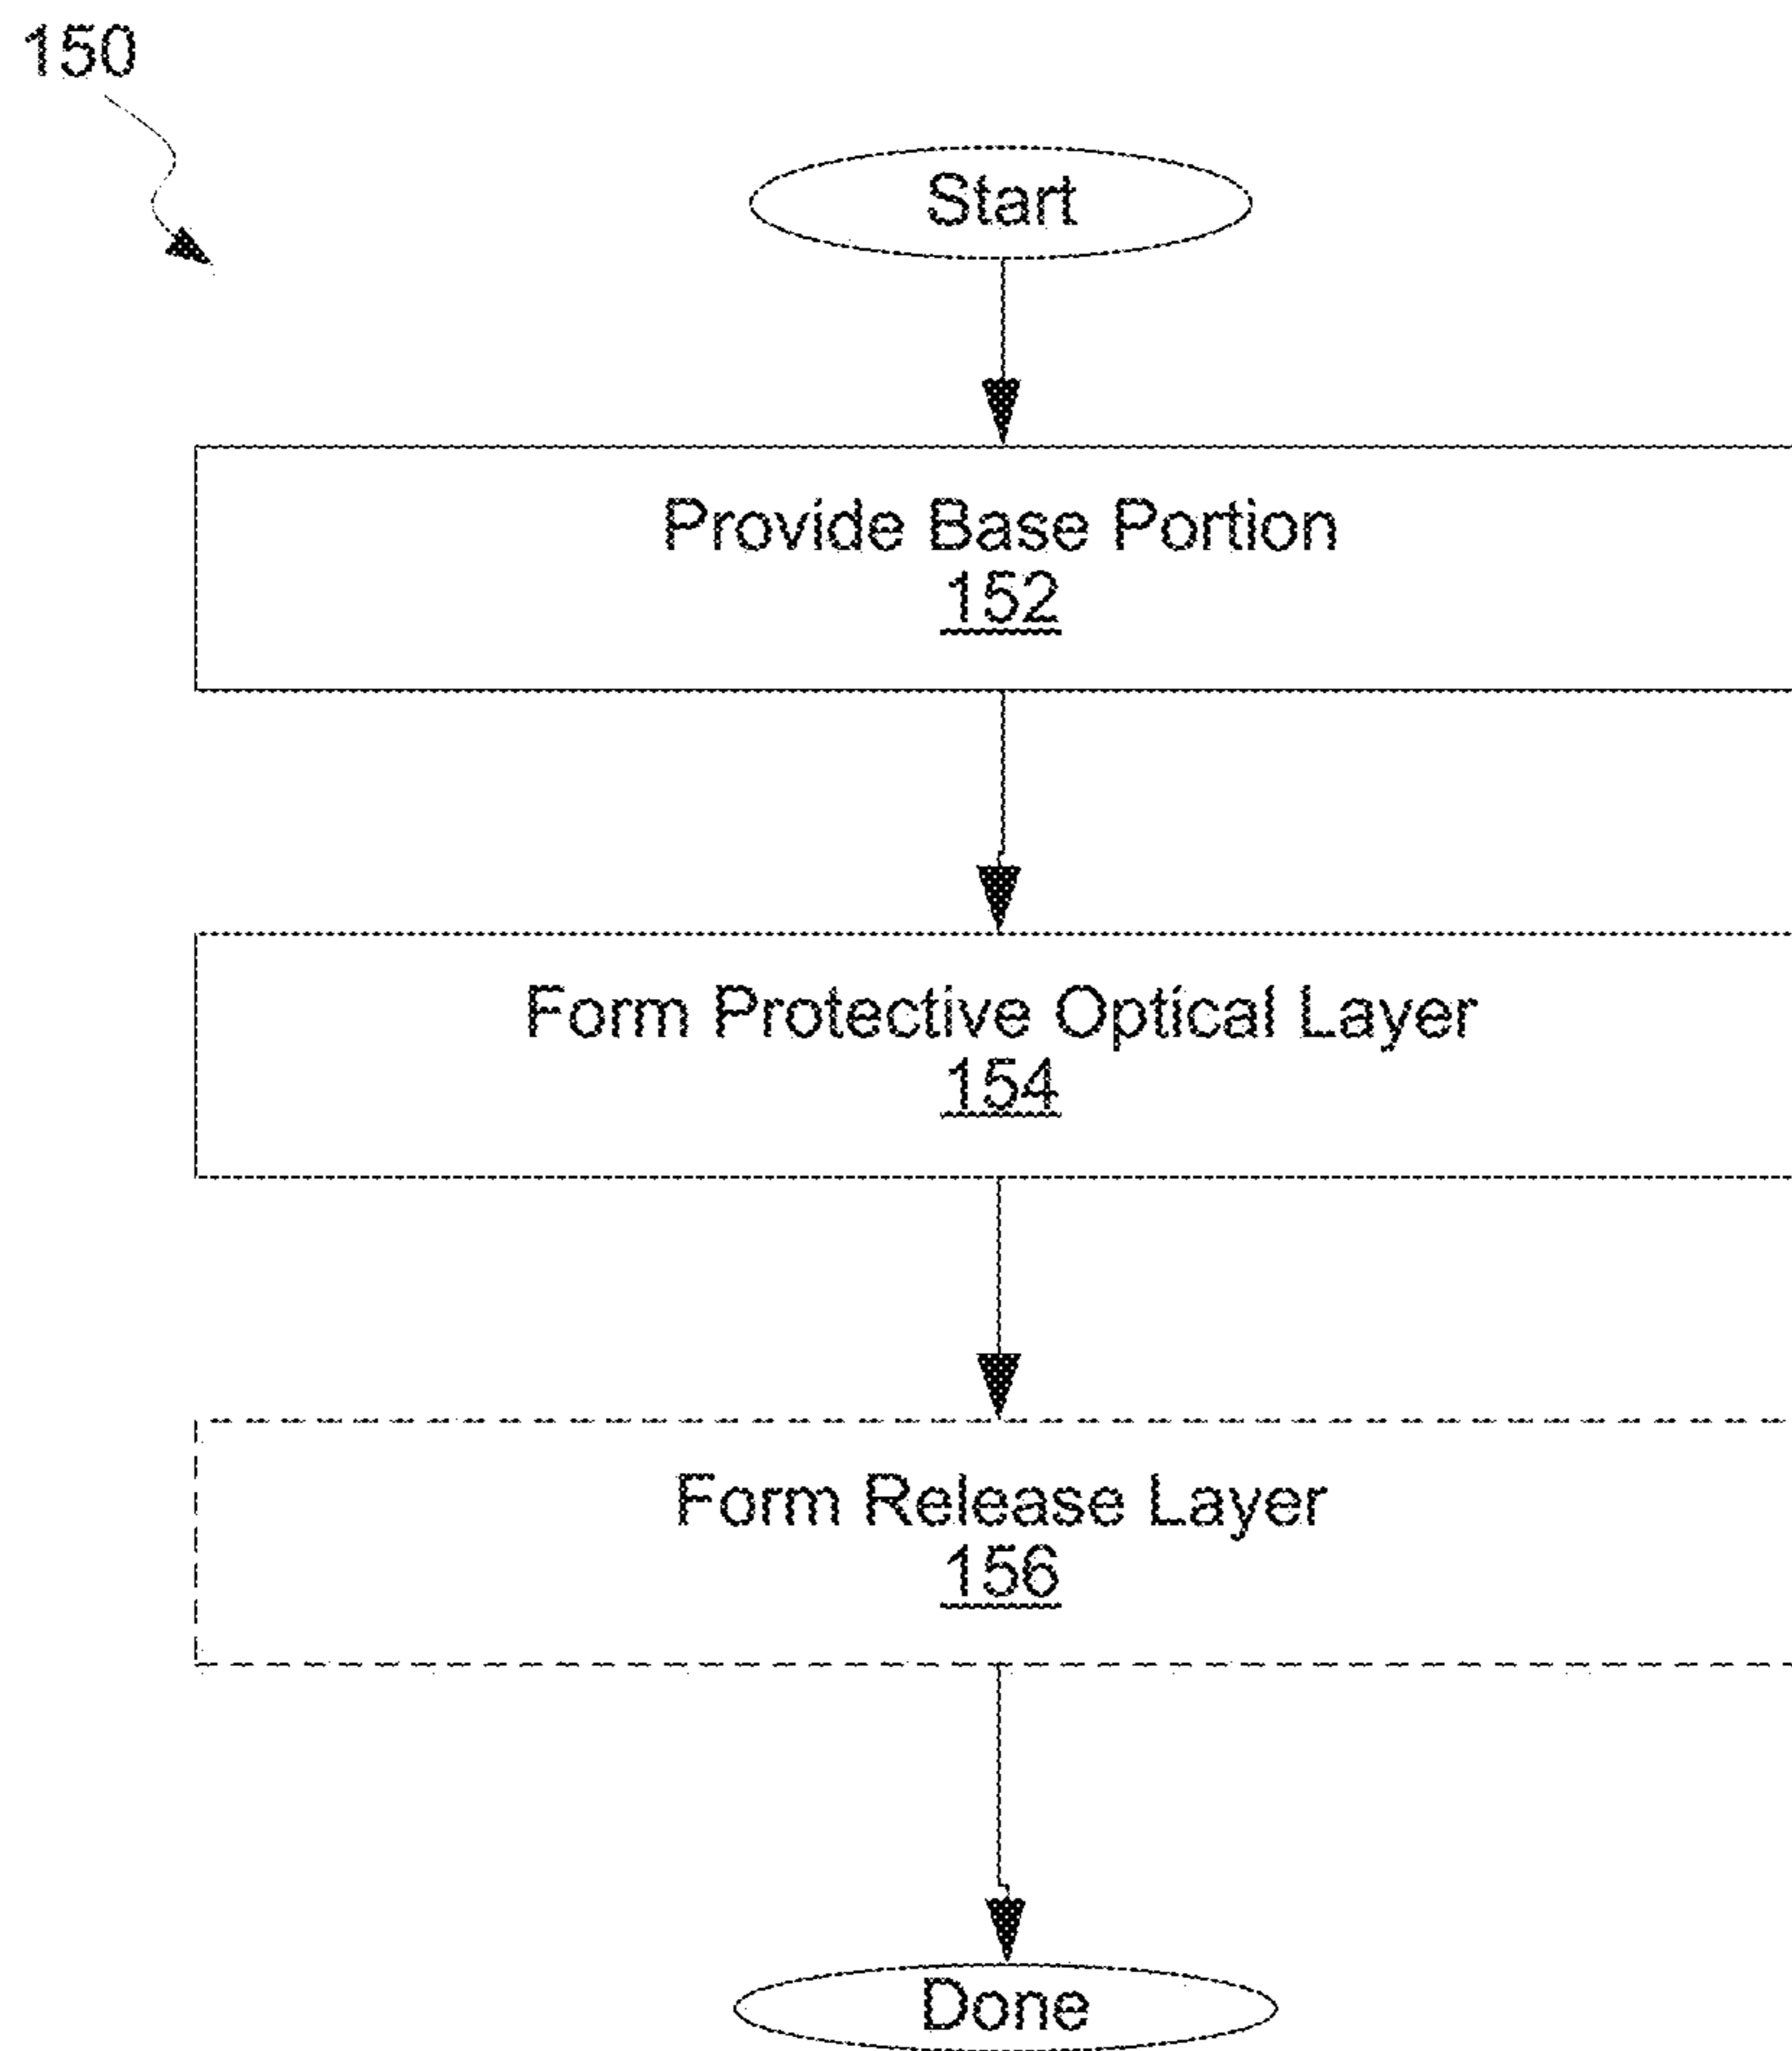 150
Start
Provide Base Portion
152
Form Protective Optical Layer
154
Form Release Layer
156
Done